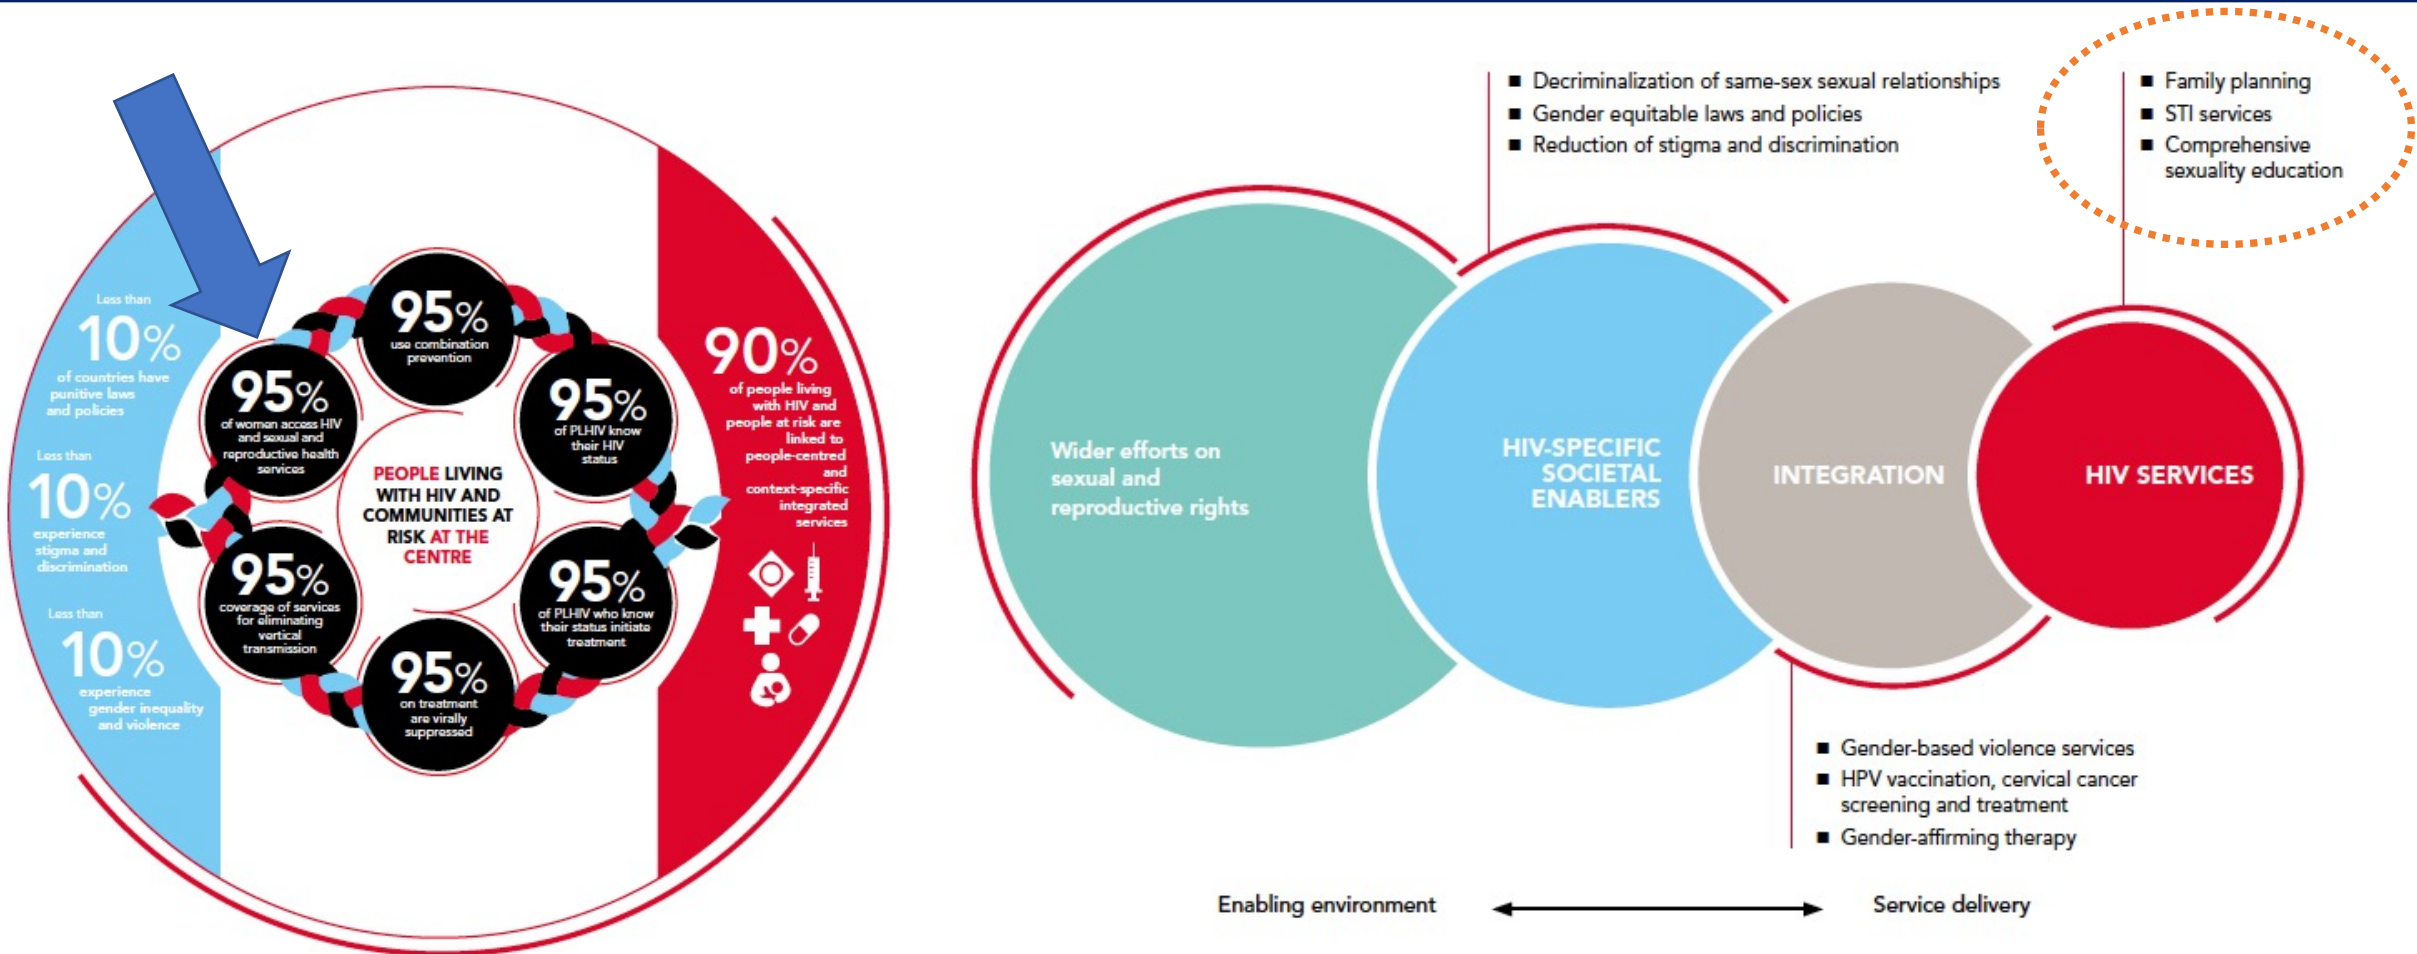 Less than
10%
of countries have
punitive laws
and policies
Less than
10%
experience
stigma and
discrimination
Less than
10%
experience
gender inequality
and violence
95%
use combination
prevention
95%
of PLHIV know
their HIV
status
95%
of PLHIV who know
their status initiate
treatment
95%
on treatment
are virally
suppressed
95%
coverage of services
for eliminating
vertical
transmission
95%
of women access HIV
and sexual and
reproductive health
services
PEOPLE LIVING
WITH HIV AND
COMMUNITIES AT
RISK AT THE
CENTRE
90%
of people living
with HIV and
people at risk are
linked to
people-centred
and
context-specific
integrated
services
■ Decriminalization of same-sex sexual relationships
■ Gender equitable laws and policies
■ Reduction of stigma and discrimination
■ Family planning
■ STI services
■ Comprehensive
sexuality education
Wider efforts on
sexual and
reproductive rights
HIV-SPECIFIC
SOCIETAL
ENABLERS
INTEGRATION
HIV SERVICES
■ Gender-based violence services
■ HPV vaccination, cervical cancer
screening and treatment
■ Gender-affirming therapy
Enabling environment
Service delivery